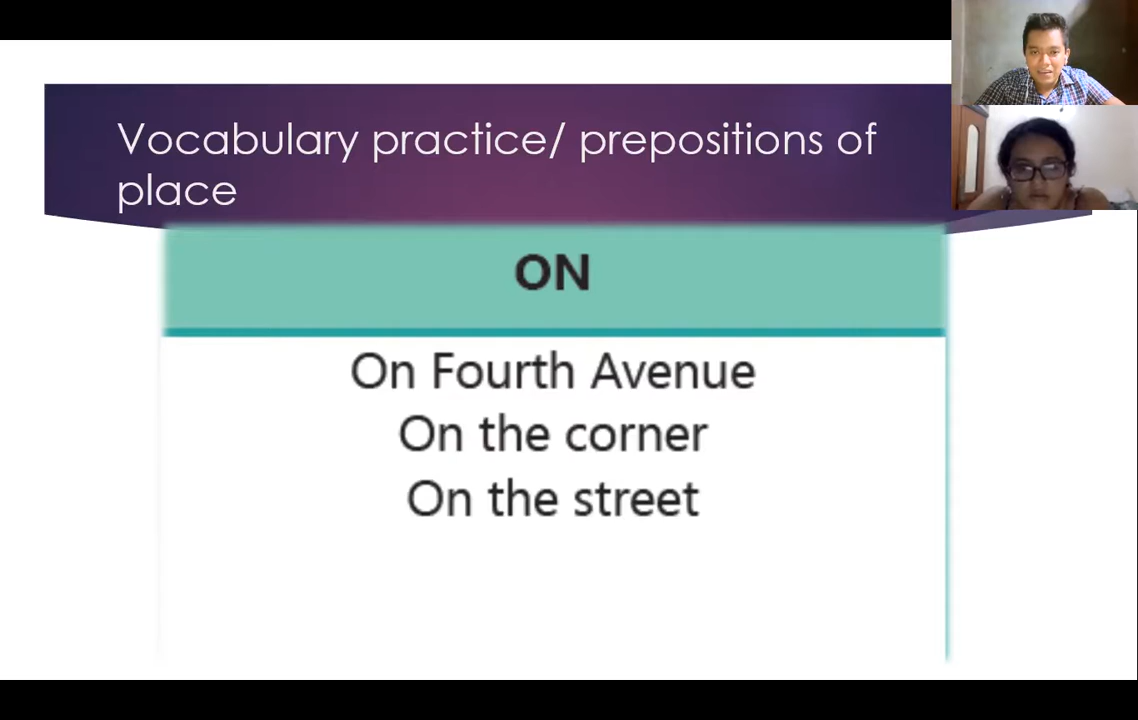 Vocabulary practice/ prepositions of
place
ON
On Fourth Avenue
On the corner
On the street